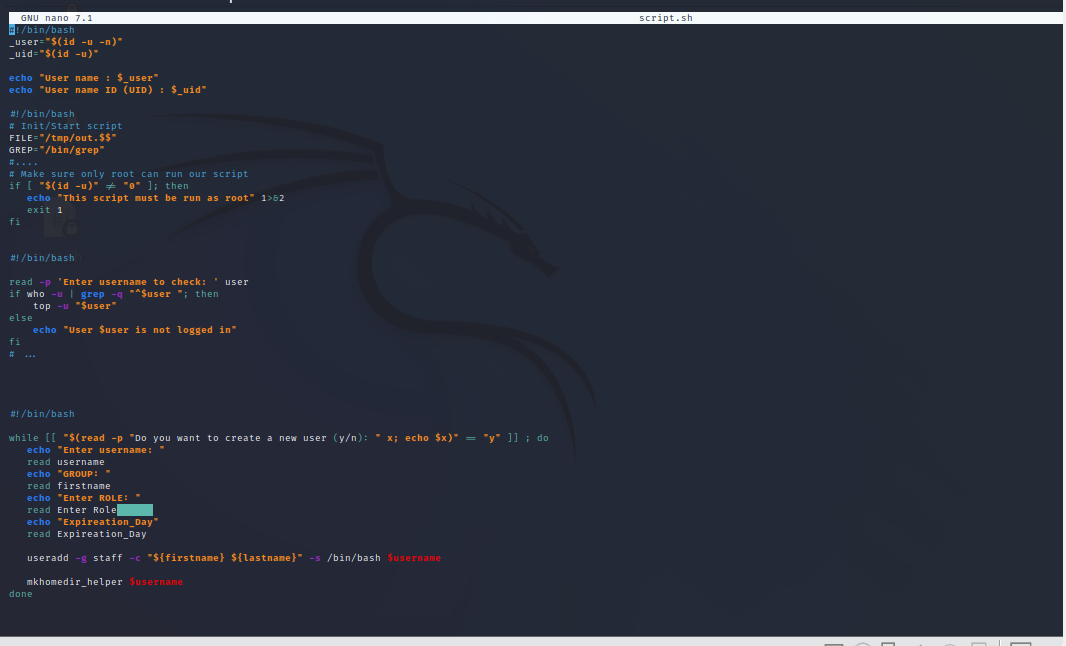 GNU nano 7.1 script.sh
#!/bin/bash
_user="$(id -u -n)"
_uid="$(id -u)"
echo "User name : $_user"
echo "User name ID (UID) : $_uid"
#!/bin/bash
# Init/Start script
FILE="/tmp/out.$$"
GREP="/bin/grep"
#....
# Make sure only root can run our script
if [ "$(id -u)" != "0" ]; then
echo "This script must be run as root" 1>&2
exit 1
fi
#!/bin/bash
read -p 'Enter username to check: ' user
if who -u | grep -q "^$user "; then
top -u "$user"
else
echo "User $user is not logged in"
fi
# ...
#!/bin/bash
while [[ "$(read -p "Do you want to create a new user (y/n): " x; echo $x)" == "y" ]] ; do
echo "Enter username: "
read username
echo "GROUP: "
read firstname
echo "Enter ROLE: "
read Enter Role
echo "Expireation_Day"
read Expireation_Day
useradd -g staff -c "${firstname} ${lastname}" -s /bin/bash $username
mkhomedir_helper $username
done